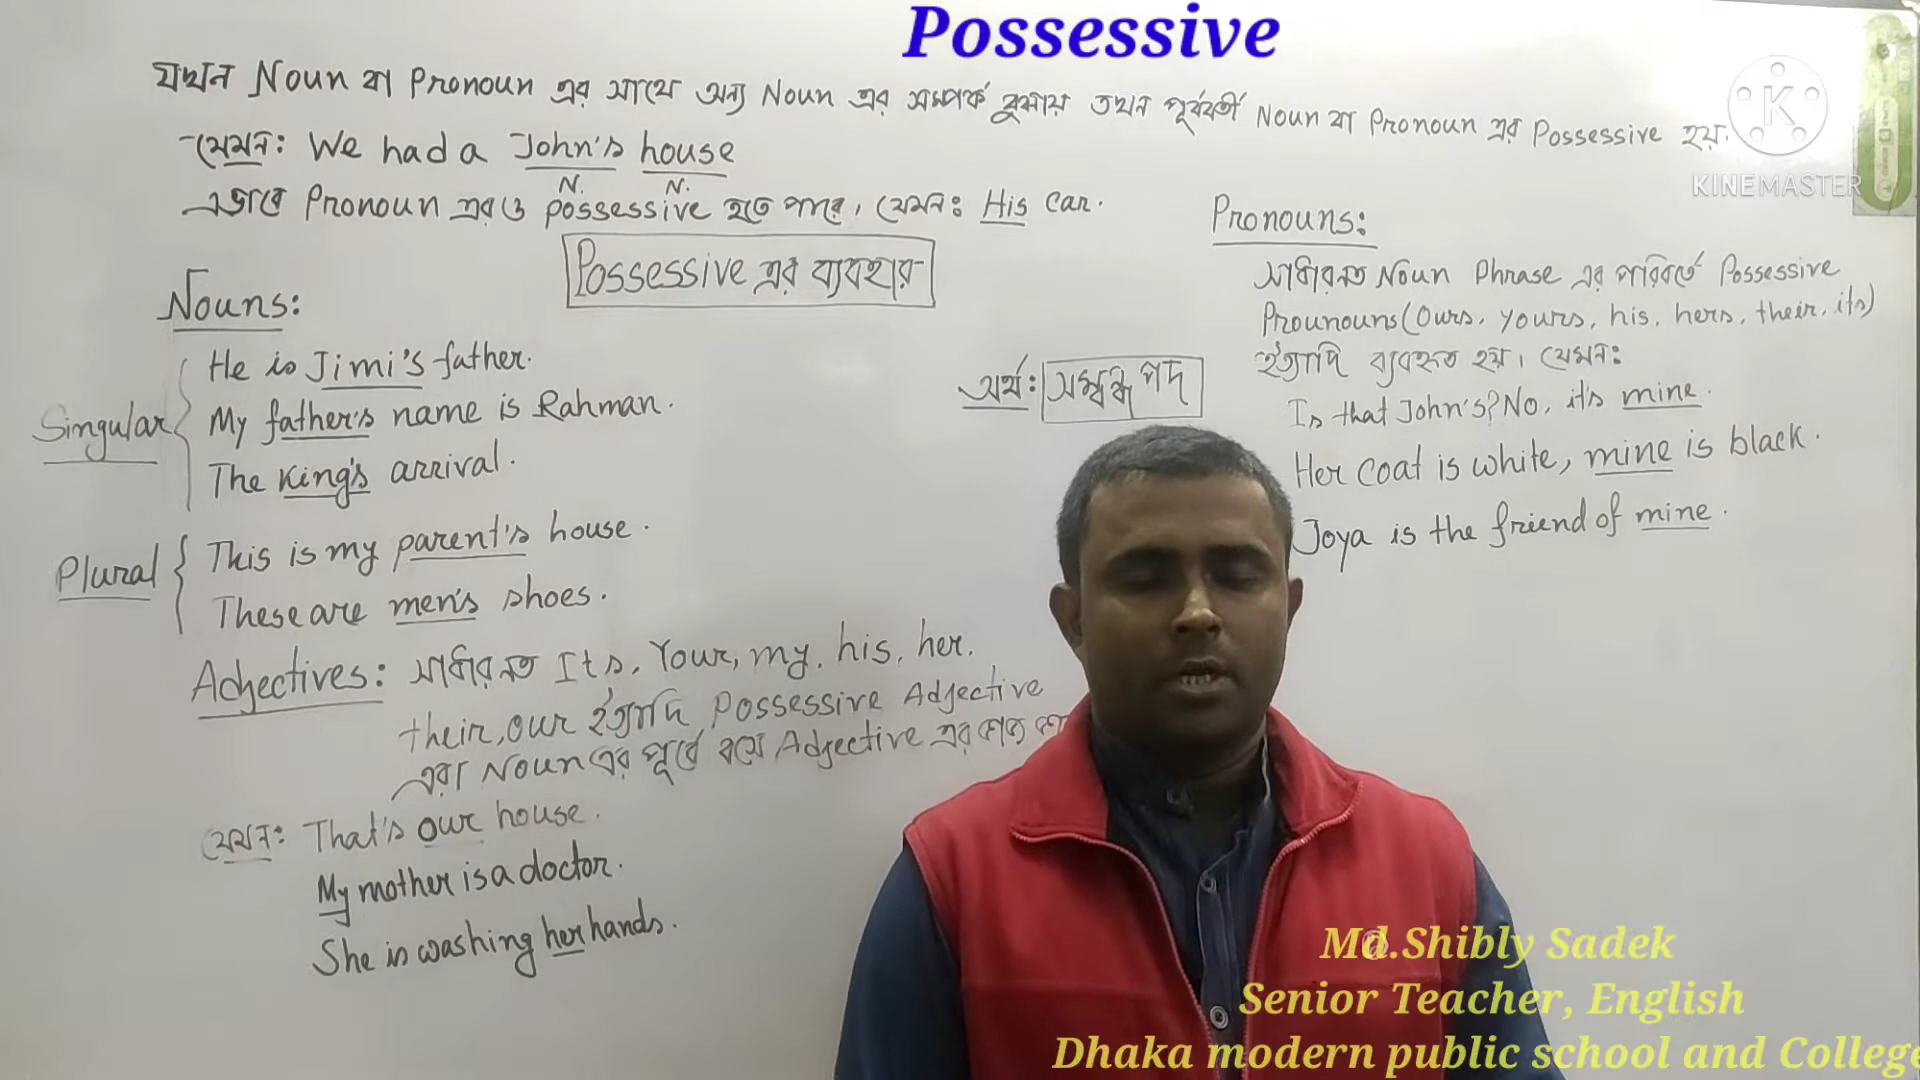 Possessive
যখন Noun বা Pronoun এর সাথে অন্য Noun এর সম্পর্ক বুঝায় তখন পূর্ববর্তী Noun বা Pronoun এর Possessive হয়.
যেমন: We had a John's house
N. N.
এভাবে Pronoun এরও possessive হতে পারে। যেমন: His car.
KINEMASTER
Possessive এর ব্যবহার
Nouns:
Singular
He is Jimi's father.
My father's name is Rahman.
The King's arrival.
Plural
This is my parent's house.
These are men's shoes.
Adjectives: সাধারনত Its, Your, my, his, her.
their, our ইত্যাদি Possessive Adjective
এরা Noun এর পূর্বে বসে Adjective এর কাজ
যেমন: That's our house.
My mother is a doctor.
She is washing her hands.
অর্থ: সম্বন্ধ পদ
Pronouns:
সাধারনত Noun Phrase এর পরিবর্তে Possessive
Prounouns (Ours, yours, his, hers, their, its)
ইত্যাদি ব্যবহৃত হয়। যেমন:
Is that John's? No, it's mine.
Her coat is white, mine is black.
Joya is the friend of mine.
Md.Shibly Sadek
Senior Teacher, English
Dhaka modern public school and College